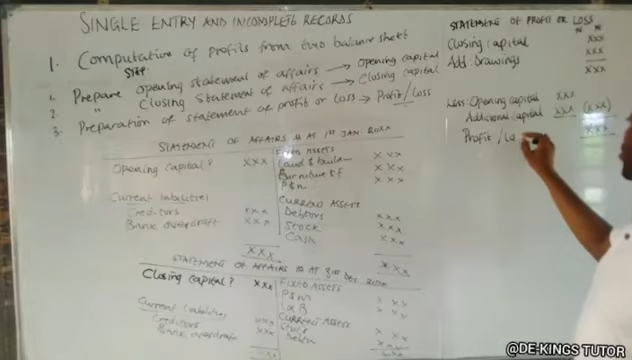 SINGLE ENTRY AND INCOMPLETE RECORDS
1. Computation of profits from two balance sheet
STEP:
1. Prepare opening statement of affairs → Opening capital
2. " Closing Statement of affairs → Closing capital
3. Preparation of statement of profit or loss → Profit/Loss
STATEMENT OF AFFAIRS AS AT 1ST JAN. 20XX
Opening Capital? XXX
Current liabilities
Creditors XXX
Bank overdraft XXX
XXX
FIXED ASSETS
Land & build XXX
Furniture & f XXX
P&M XXX
CURRENT ASSETS
Debtors XXX
Stock XXX
Cash XXX
XXX
STATEMENT OF AFFAIRS AS AT 31ST DEC 20XX
Closing capital? XXX
Current liabilities
Creditors XXX
Bank overdraft XXX
XXX
FIXED ASSETS
P&M XXX
L&B XXX
CURRENT ASSETS
Stock XXX
Debtors XXX
XXX
STATEMENT OF PROFIT OR LOSS
N N
Closing capital XXX
Add: Drawings XXX
XXX
Less: Opening capital XXX
Additional capital XXX (XXX)
Profit/Lo XXX
@DE-KINGS TUTOR